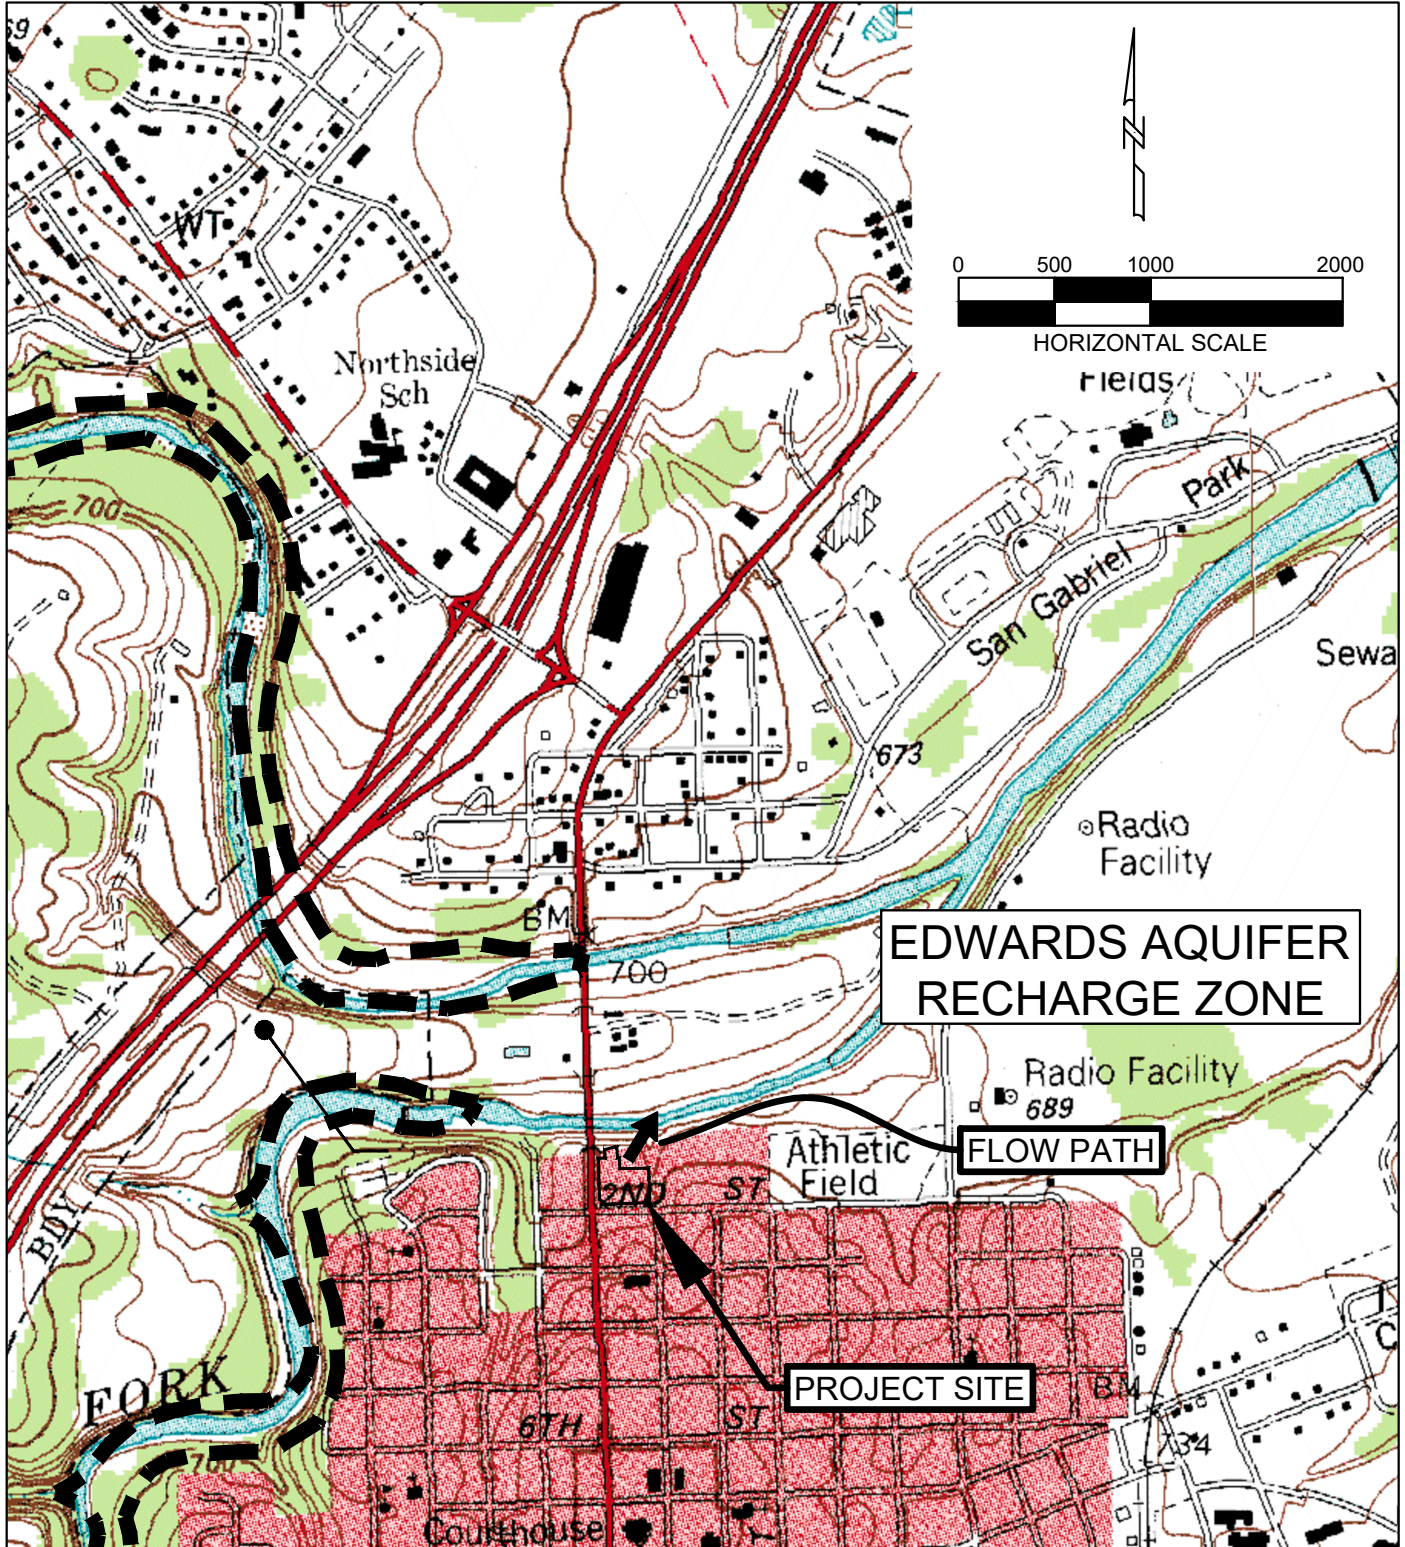 69
N
0 500 1000 2000
HORIZONTAL SCALE
WT
Northside
Sch
Fields
Park
San Gabriel
700
Sewa
673
Radio
Facility
BM
700
EDWARDS AQUIFER
RECHARGE ZONE
Radio Facility
689
FLOW PATH
Athletic
Field
2ND ST
BDY
FORK
PROJECT SITE
BM
6TH ST
734
C
Courthouse